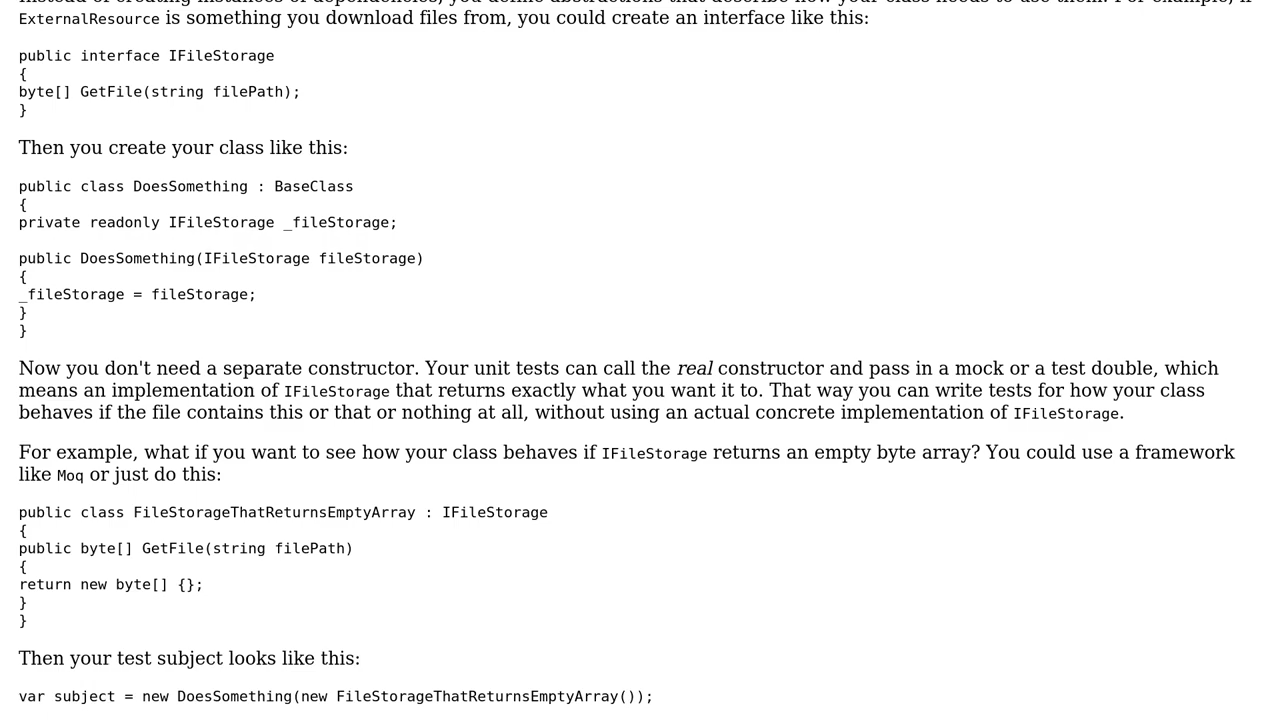 ExternalResource is something you download files from, you could create an interface like this:
public interface IFileStorage
{
byte[] GetFile(string filePath);
}
Then you create your class like this:
public class DoesSomething : BaseClass
{
private readonly IFileStorage _fileStorage;
public DoesSomething(IFileStorage fileStorage)
{
_fileStorage = fileStorage;
}
}
Now you don't need a separate constructor. Your unit tests can call the real constructor and pass in a mock or a test double, which
means an implementation of IFileStorage that returns exactly what you want it to. That way you can write tests for how your class
behaves if the file contains this or that or nothing at all, without using an actual concrete implementation of IFileStorage.
For example, what if you want to see how your class behaves if IFileStorage returns an empty byte array? You could use a framework
like Moq or just do this:
public class FileStorageThatReturnsEmptyArray : IFileStorage
{
public byte[] GetFile(string filePath)
{
return new byte[] {};
}
}
Then your test subject looks like this:
var subject = new DoesSomething(new FileStorageThatReturnsEmptyArray());